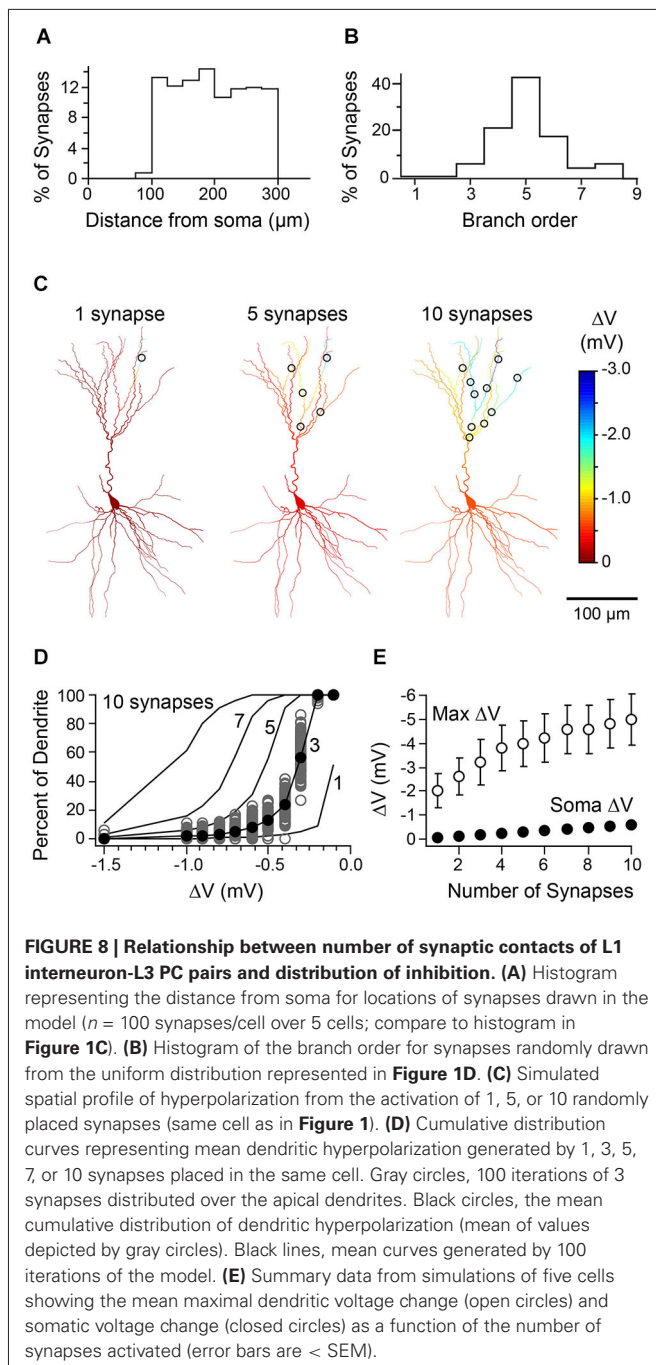 A
B
% of Synapses
12
8
4
0
0 100 200 300
Distance from soma (µm)
% of Synapses
40
20
0
1 3 5 7 9
Branch order
C
1 synapse
5 synapses
10 synapses
ΔV
(mV)
-3.0
-2.0
-1.0
0
100 µm
D
E
Percent of Dendrite
100
80
60
40
20
0
10 synapses
7
5
3
1
-1.5 -1.0 -0.5 0.0
ΔV (mV)
ΔV (mV)
-6
-5
-4
-3
-2
-1
0
Max ΔV
Soma ΔV
2 4 6 8 10
Number of Synapses
FIGURE 8 | Relationship between number of synaptic contacts of L1
interneuron-L3 PC pairs and distribution of inhibition. (A) Histogram
representing the distance from soma for locations of synapses drawn in the
model (n = 100 synapses/cell over 5 cells; compare to histogram in
Figure 1C). (B) Histogram of the branch order for synapses randomly drawn
from the uniform distribution represented in Figure 1D. (C) Simulated
spatial profile of hyperpolarization from the activation of 1, 5, or 10 randomly
placed synapses (same cell as in Figure 1). (D) Cumulative distribution
curves representing mean dendritic hyperpolarization generated by 1, 3, 5,
7, or 10 synapses placed in the same cell. Gray circles, 100 iterations of 3
synapses distributed over the apical dendrites. Black circles, the mean
cumulative distribution of dendritic hyperpolarization (mean of values
depicted by gray circles). Black lines, mean curves generated by 100
iterations of the model. (E) Summary data from simulations of five cells
showing the mean maximal dendritic voltage change (open circles) and
somatic voltage change (closed circles) as a function of the number of
synapses activated (error bars are < SEM).